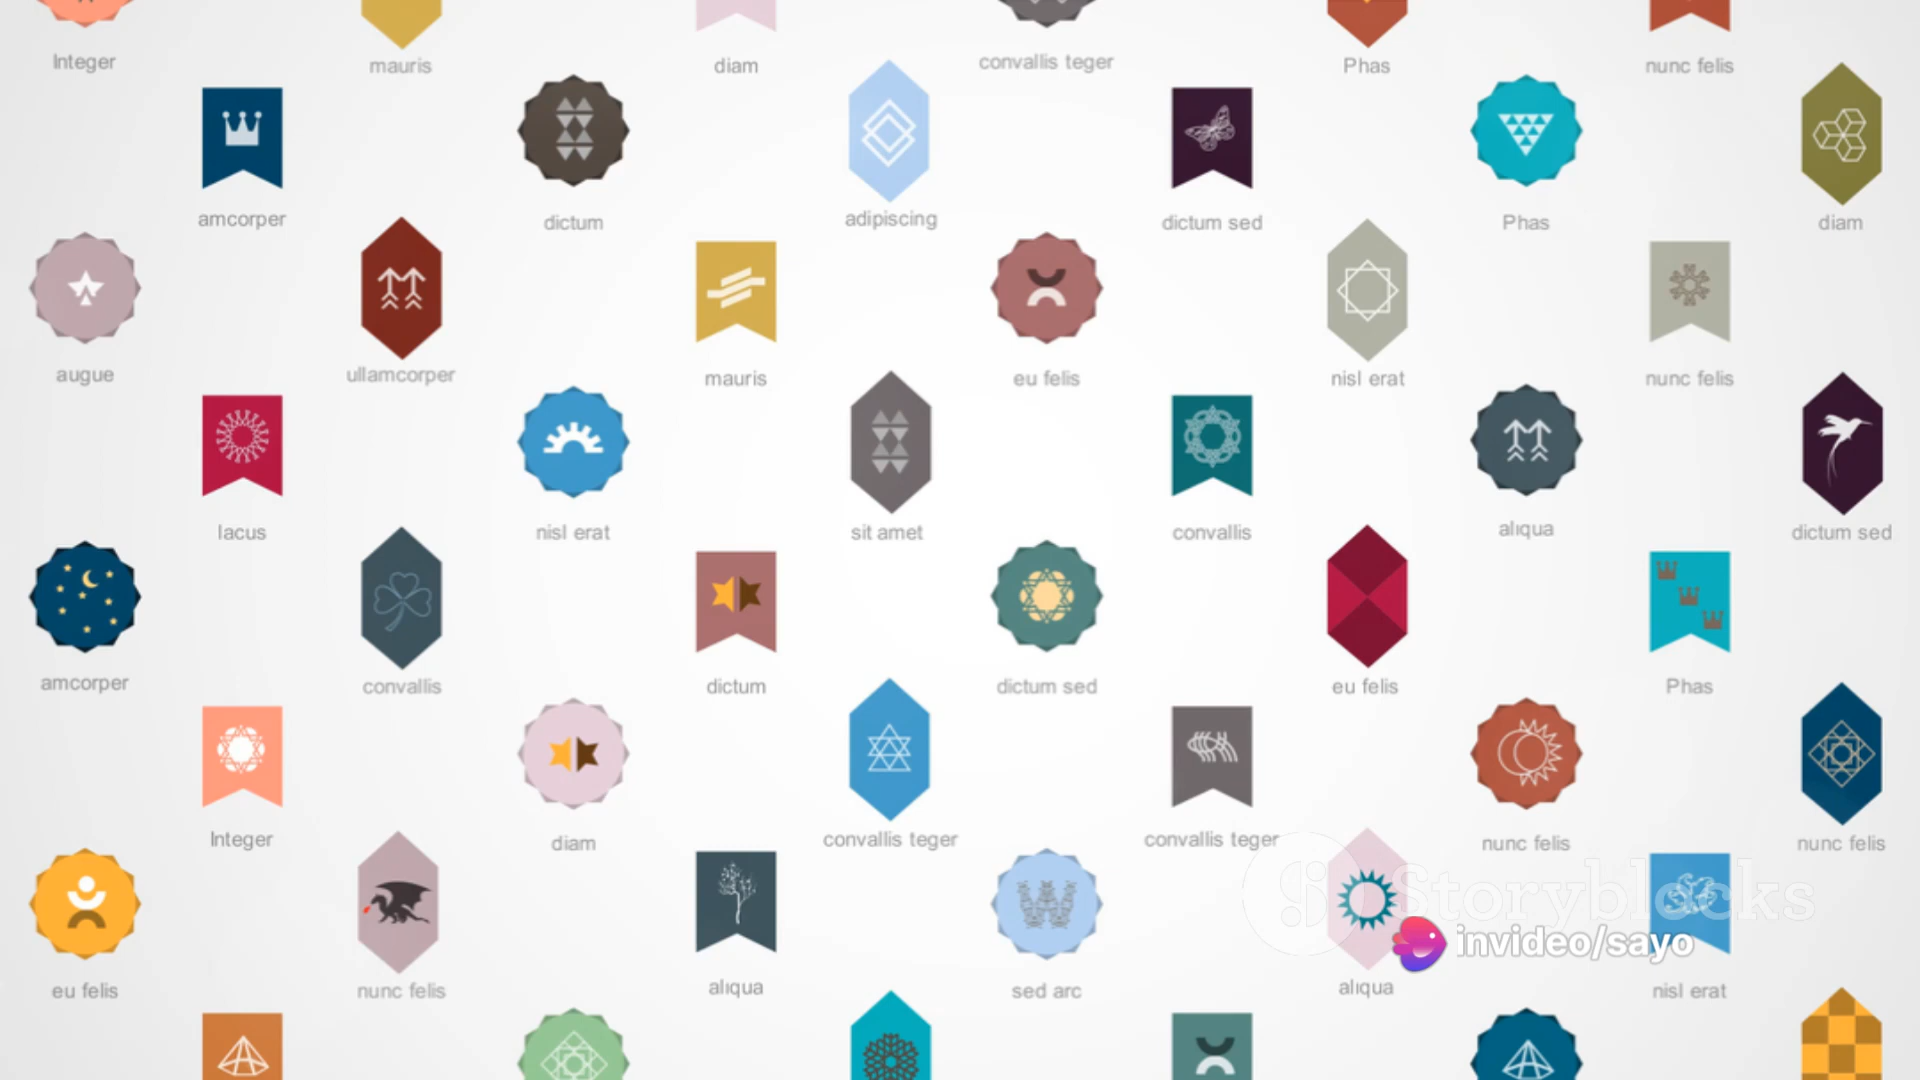 Integer
mauris
diam
convallis teger
Phas
nunc felis
amcorper
dictum
adipiscing
dictum sed
Phas
diam
augue
ullamcorper
mauris
eu felis
nisl erat
nunc felis
lacus
nisl erat
sit amet
convallis
alıqua
dictum sed
amcorper
convallis
dictum
dictum sed
eu felis
Phas
Integer
diam
convallis teger
convallis teger
nunc felis
nunc felis
Storyblocks
invideo/sayo
eu felis
nunc felis
alıqua
sed arc
alıqua
nisl erat